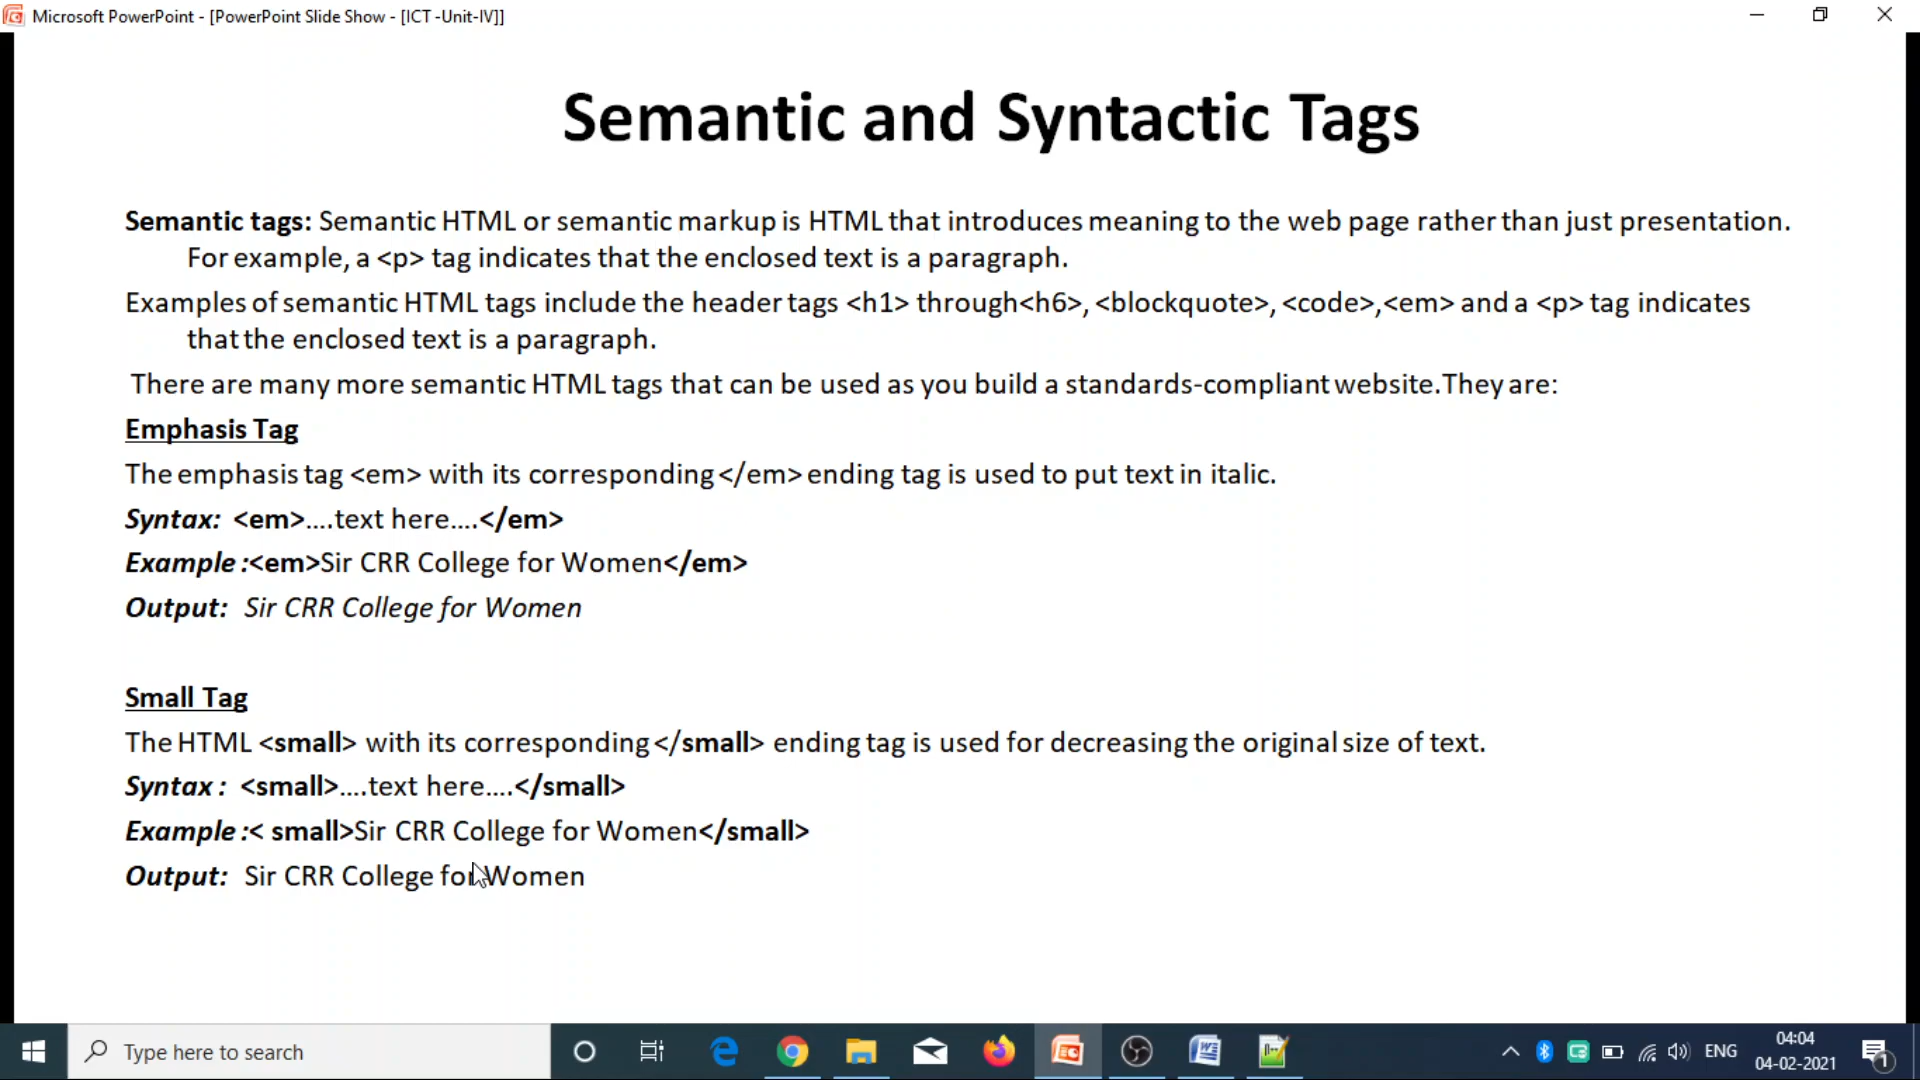 Microsoft PowerPoint - [PowerPoint Slide Show - [ICT -Unit-IV]]
Semantic and Syntactic Tags
Semantic tags: Semantic HTML or semantic markup is HTML that introduces meaning to the web page rather than just presentation.
For example, a <p> tag indicates that the enclosed text is a paragraph.
Examples of semantic HTML tags include the header tags <h1> through<h6>, <blockquote>, <code>,<em> and a <p> tag indicates
that the enclosed text is a paragraph.
There are many more semantic HTML tags that can be used as you build a standards-compliant website.They are:
Emphasis Tag
The emphasis tag <em> with its corresponding </em> ending tag is used to put text in italic.
Syntax: <em>....text here....</em>
Example :<em>Sir CRR College for Women</em>
Output: Sir CRR College for Women
Small Tag
The HTML <small> with its corresponding </small> ending tag is used for decreasing the original size of text.
Syntax : <small>....text here....</small>
Example :< small>Sir CRR College for Women</small>
Output: Sir CRR College for Women
Type here to search
ENG
04:04
04-02-2021
1